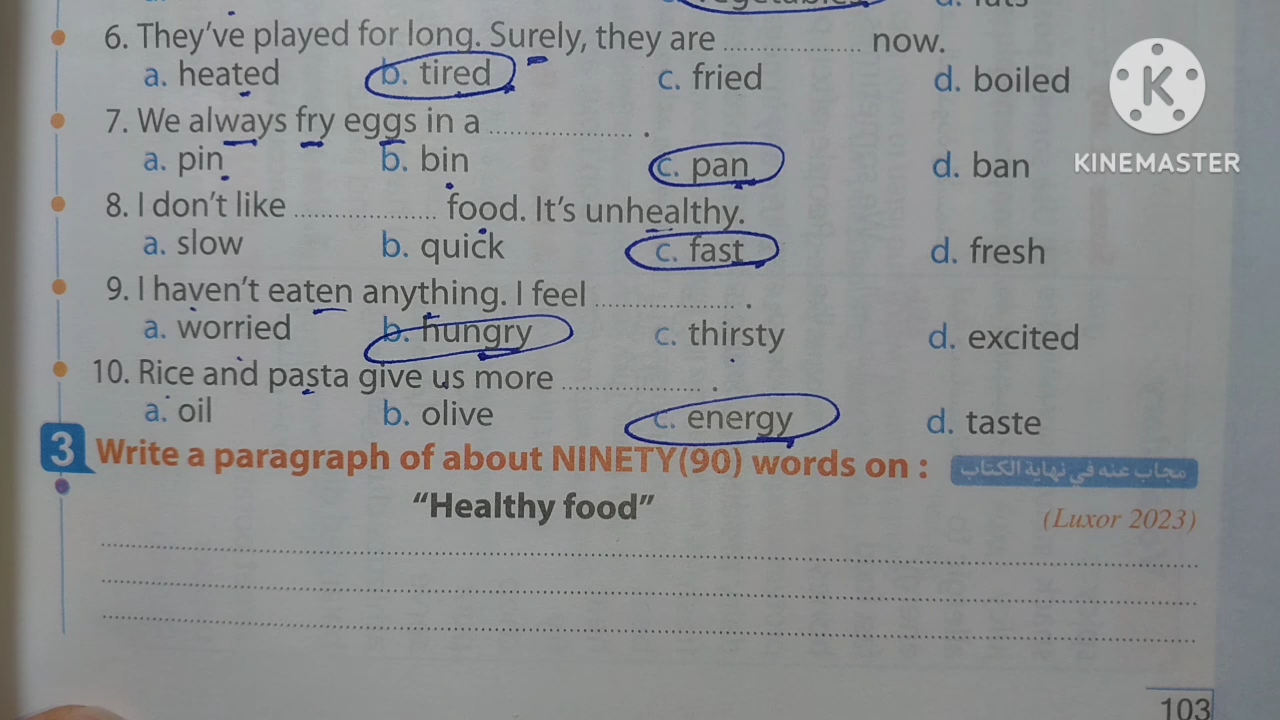 c. vegetables
6. They've played for long. Surely, they are .................... now.
a. heated b. tired c. fried d. boiled
7. We always fry eggs in a .................... .
a. pin b. bin c. pan d. ban
8. I don't like .................... food. It's unhealthy.
a. slow b. quick c. fast d. fresh
9. I haven't eaten anything. I feel .................... .
a. worried b. hungry c. thirsty d. excited
10. Rice and pasta give us more .................... .
a. oil b. olive c. energy d. taste
3 Write a paragraph of about NINETY(90) words on : مجاب عنه في نهاية الكتاب
“Healthy food”
(Luxor 2023)
103
K
KINEMASTER